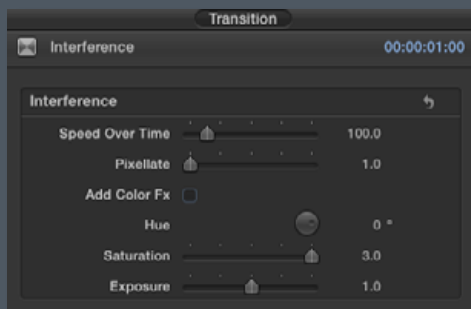 Transition
Interference 00:00:01:00
Interference
Speed Over Time 100.0
Pixellate 1.0
Add Color Fx
Hue 0 °
Saturation 3.0
Exposure 1.0